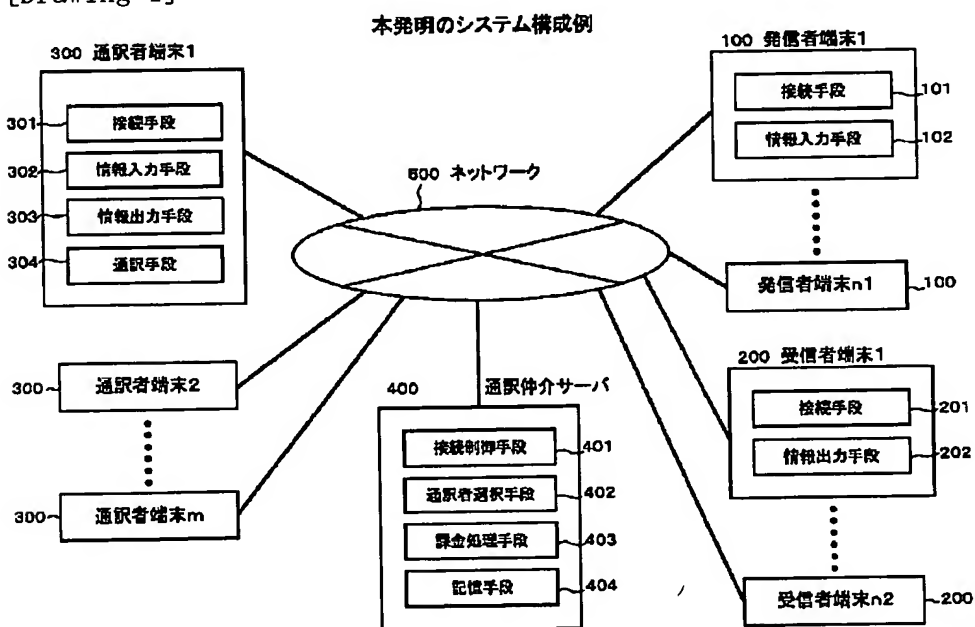 本発明のシステム構成例
300 通訳者端末1
301
接続手段
302
情報入力手段
303
情報出力手段
304
通訳手段
100 発信者端末1
接続手段
101
情報入力手段
102
発信者端末n1
100
500 ネットワーク
300
通訳者端末2
300
通訳者端末m
400
通訳仲介サーバ
接続制御手段
401
通訳者選択手段
402
課金処理手段
403
記憶手段
404
200 受信者端末1
接続手段
201
情報出力手段
202
受信者端末n2
200